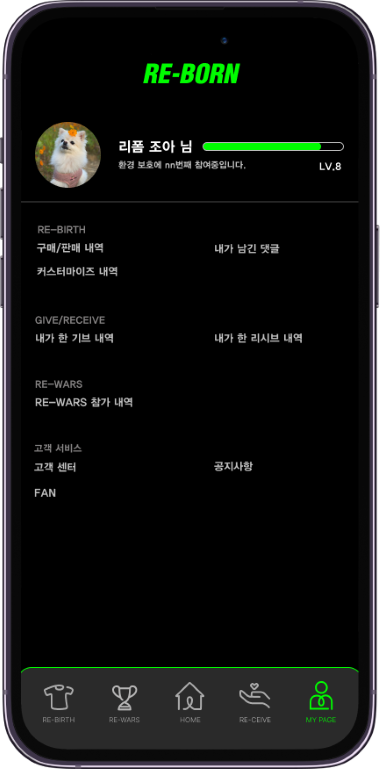 RE-BORN
리폼 조아 님
환경 보호에 nn번째 참여중입니다.
LV.8
RE-BIRTH
구매/판매 내역
내가 남긴 댓글
커스터마이즈 내역
GIVE/RECEIVE
내가 한 기브 내역
내가 한 리시브 내역
RE-WARS
RE-WARS 참가 내역
고객 서비스
고객 센터
공지사항
FAN
RE-BIRTH
RE-WARS
HOME
RE-CEIVE
MY PAGE